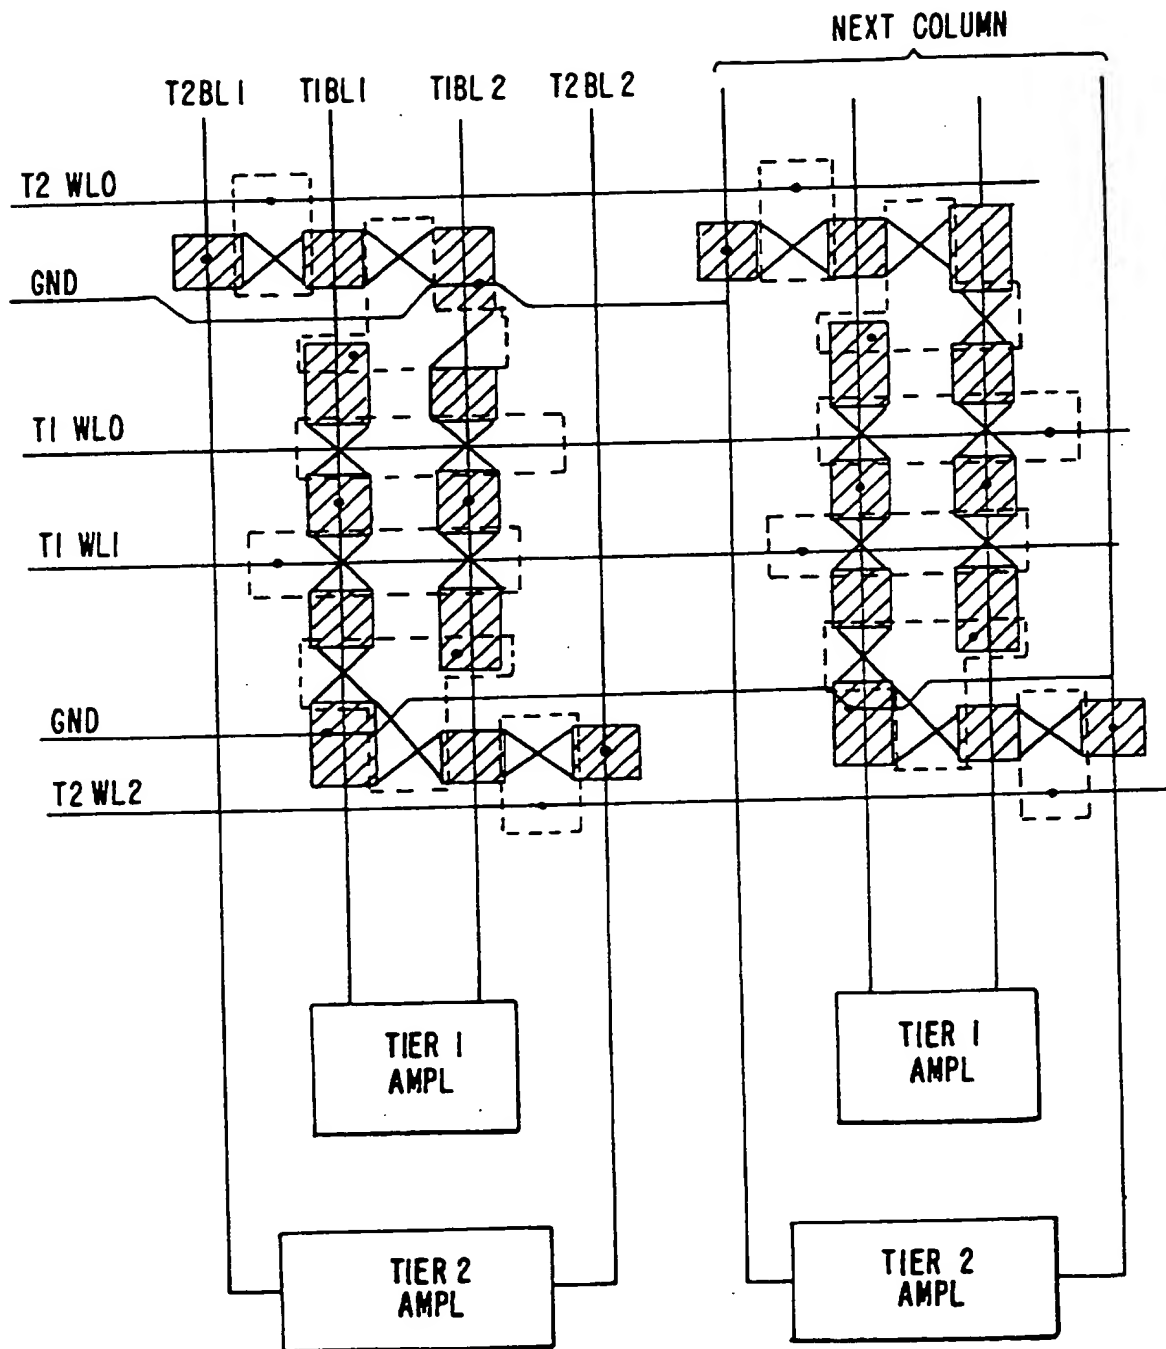 NEXT COLUMN
T2BL1 T1BL1 T1BL2 T2BL2
T2 WL0
GND
T1 WL0
T1 WL1
GND
T2 WL2
TIER 1
AMPL
TIER 1
AMPL
TIER 2
AMPL
TIER 2
AMPL